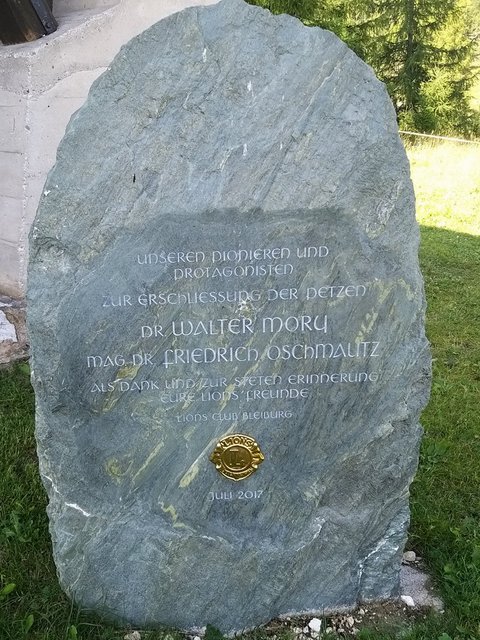 UNSEREN PIONIEREN UND
PROTAGONISTEN
ZUR ERSCHLIESSUNG DER PETZEN
DR WALTER MORY
MAG. DR. FRIEDRICH OSCHMAUTZ
ALS DANK UND ZUR STETEN ERINNERUNG
EURE LIONS FREUNDE
LIONS CLUB BLEIBURG
LIONS
L
JULI 2017